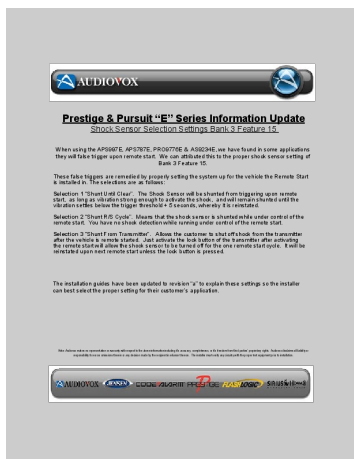 AUDIOVOX
Prestige & Pursuit “E” Series Information Update
Shock Sensor Selection Settings Bank 3 Feature 15
When using the APS997E, APS787E, PRO9776E & AS9234E, we have found in some applications
they will false trigger upon remote start. We can attribute this to the proper shock sensor setting of
Bank 3 Feature 15.
These false triggers are remedied by properly setting the system up for the vehicle the Remote Start
is installed in. The selections are as follows:
Selection 1 "Shunt Until Clear". The Shock Sensor will be shunted from triggering upon remote
start, as long as vibration strong enough to activate the shock, and will remain shunted until the
vibration settles below the trigger threshold + 5 seconds, whereby it is reinstated.
Selection 2 "Shunt R/S Cycle". Means that the shock sensor is shunted while under control of the
remote start. You have no shock detection while running under control of the remote start.
Selection 3 "Shunt From Transmitter". Allows the customer to shut off shock from the transmitter
after the vehicle is remote started. Just activate the lock button of the transmitter after activating
the remote start will allow the shock sensor to be turned off for the one remote start cycle. It will be
reinstated upon next remote start unless the lock button is pressed.
The installation guides have been updated to revision "a" to explain these settings so the installer
can best select the proper setting for their customer's application.
AUDIOVOX JENSEN CODE ALARM PRESTIGE FLASHLOGIC SIRIUS XM